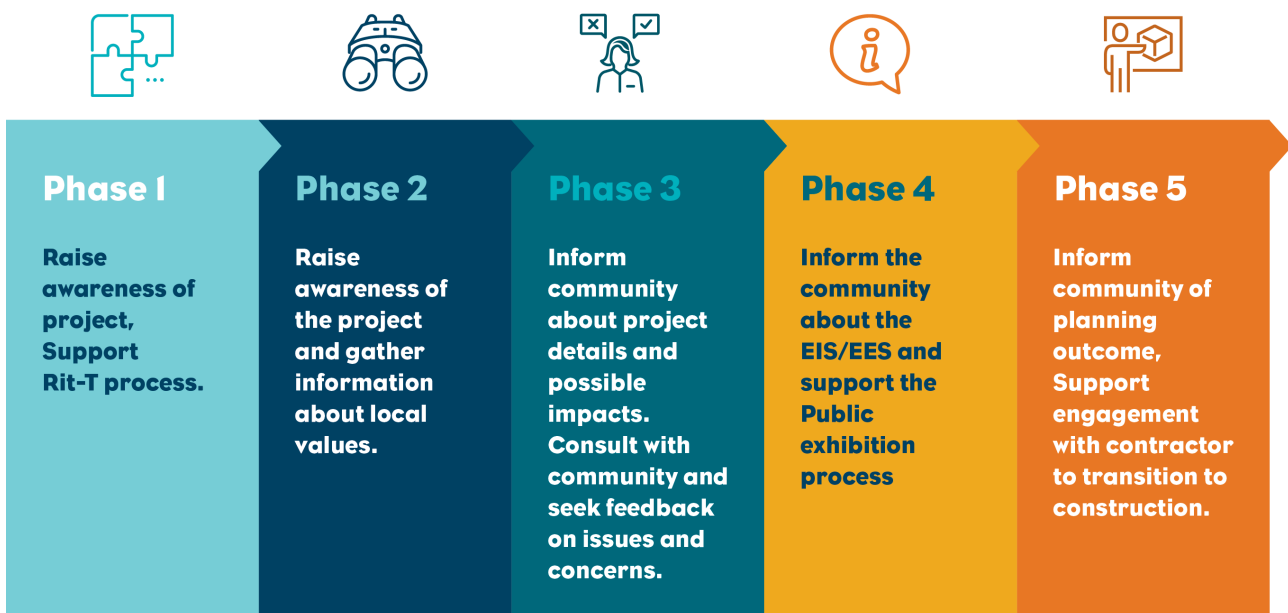 Phase 1
Raise
awareness of
project,
Support
Rit-T process.
Phase 2
Raise
awareness of
the project
and gather
information
about local
values.
Phase 3
Inform
community
about project
details and
possible
impacts.
Consult with
community and
seek feedback
on issues and
concerns.
Phase 4
Inform the
community
about the
EIS/EES and
support the
Public
exhibition
process
Phase 5
Inform
community of
planning
outcome,
Support
engagement
with contractor
to transition to
construction.